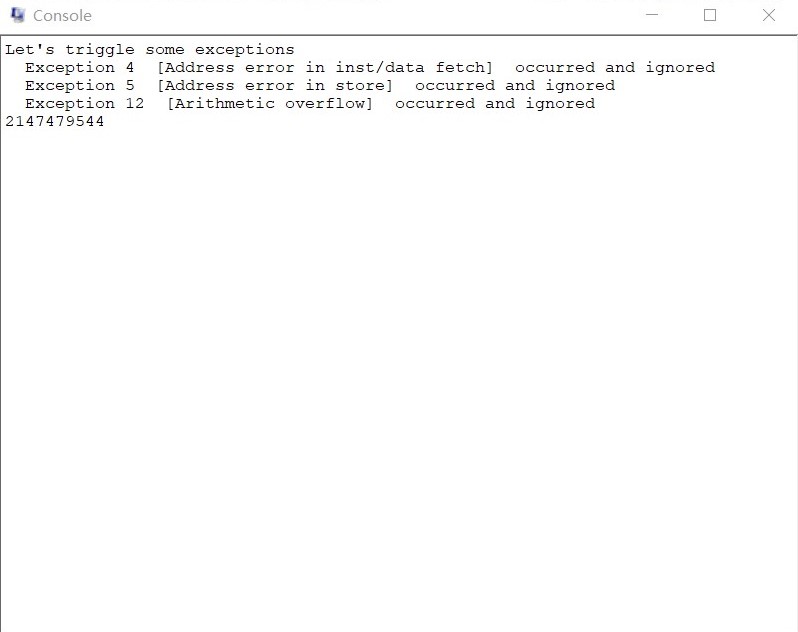 Console
Let's triggle some exceptions
  Exception 4  [Address error in inst/data fetch]  occurred and ignored
  Exception 5  [Address error in store]  occurred and ignored
  Exception 12  [Arithmetic overflow]  occurred and ignored
2147479544